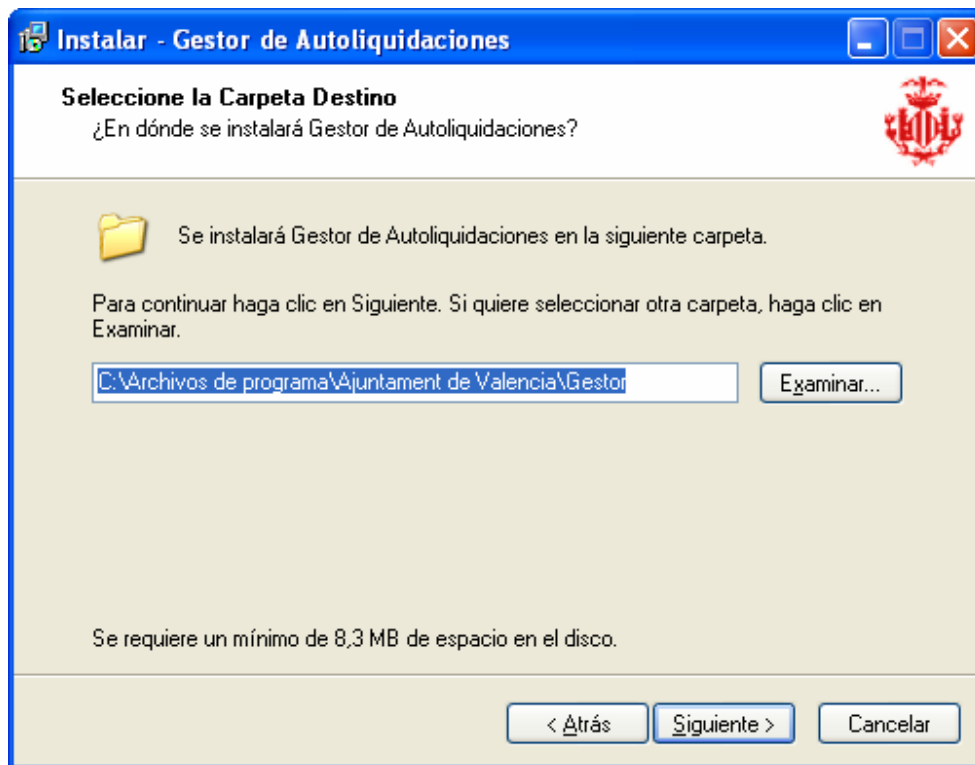 Instalar - Gestor de Autoliquidaciones
Seleccione la Carpeta Destino
¿En dónde se instalará Gestor de Autoliquidaciones?
Se instalará Gestor de Autoliquidaciones en la siguiente carpeta.
Para continuar haga clic en Siguiente. Si quiere seleccionar otra carpeta, haga clic en
Examinar.
C:\Archivos de programa\Ajuntament de Valencia\Gestor
Examinar...
Se requiere un mínimo de 8,3 MB de espacio en el disco.
< Atrás
Siguiente >
Cancelar